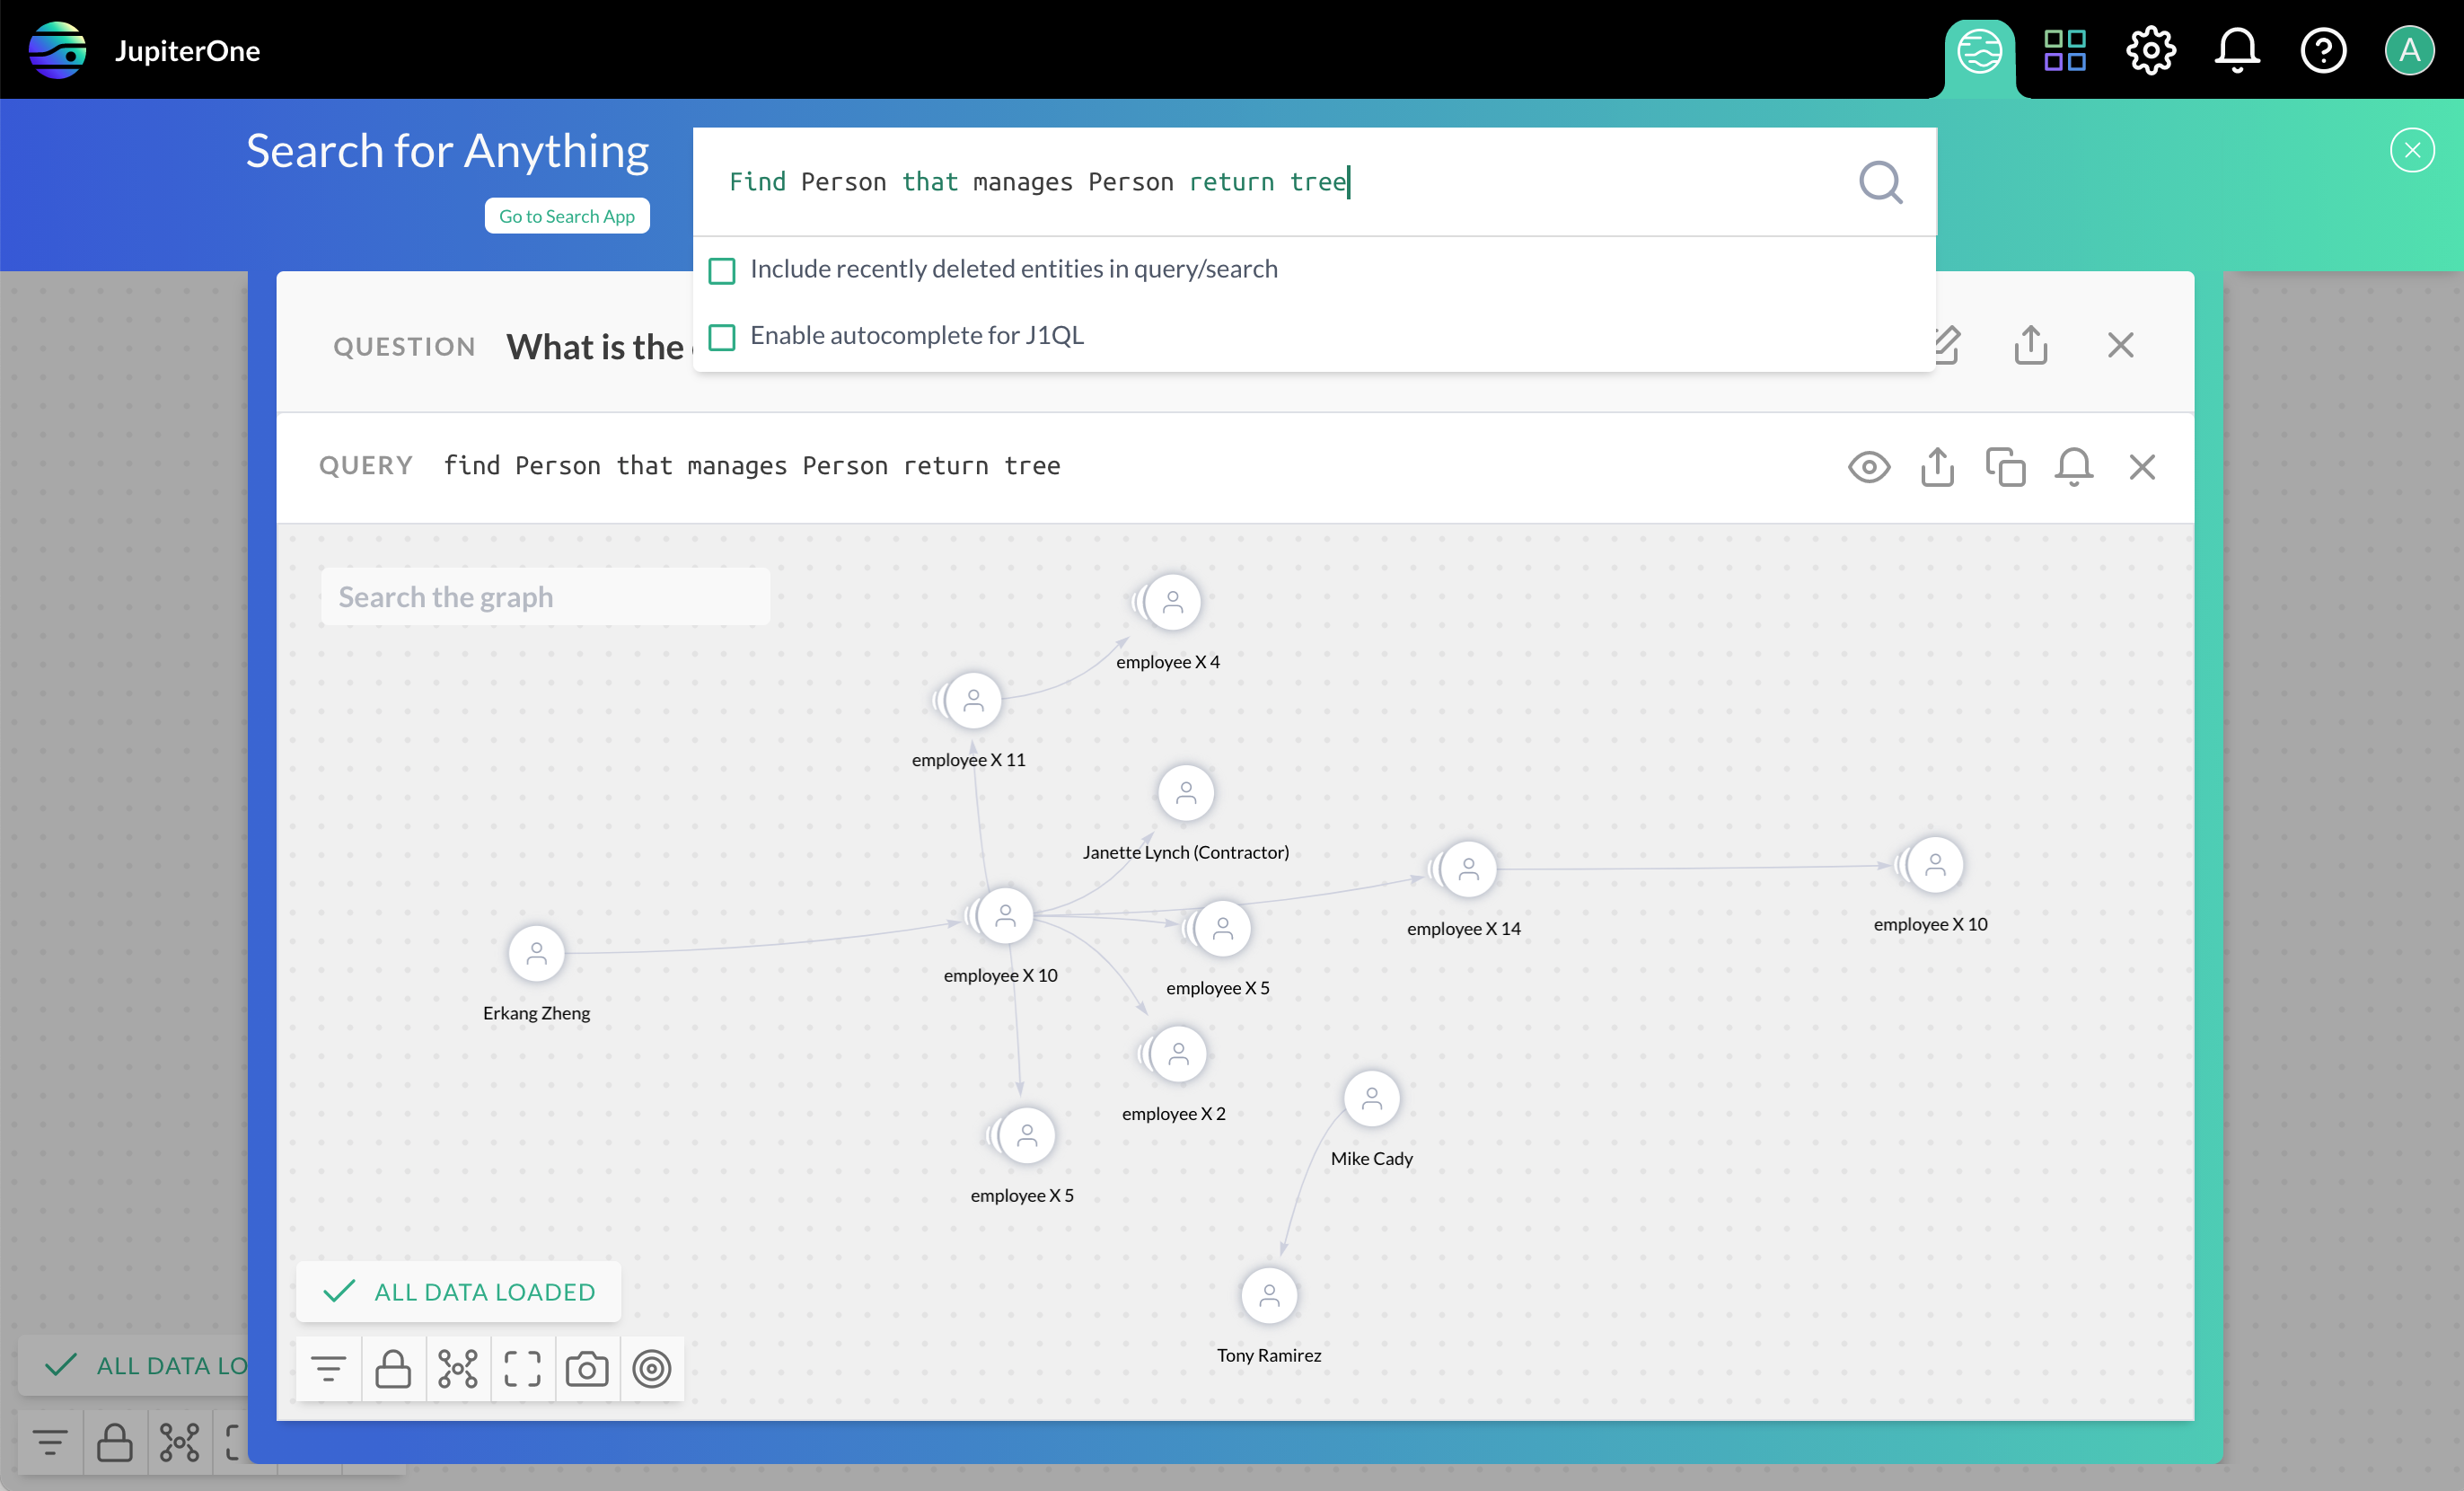 JupiterOne
A
Search for Anything
Go to Search App
Find Person that manages Person return tree
Include recently deleted entities in query/search
Enable autocomplete for J1QL
QUESTION What is the
QUERY find Person that manages Person return tree
Search the graph
employee X 4
employee X 11
Janette Lynch (Contractor)
employee X 14
employee X 10
employee X 10
employee X 5
Erkang Zheng
employee X 2
Mike Cady
employee X 5
ALL DATA LOADED
Tony Ramirez
ALL DATA LO